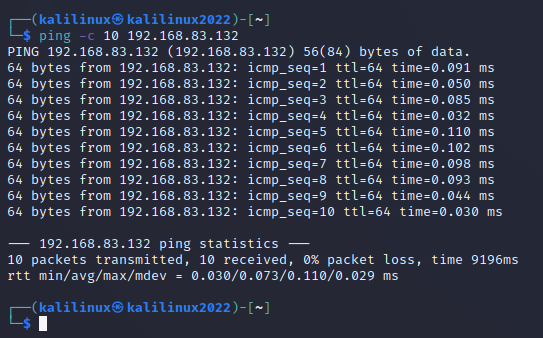 ┌──(kalilinux㉿kalilinux2022)-[~]
└─$ ping -c 10 192.168.83.132
PING 192.168.83.132 (192.168.83.132) 56(84) bytes of data.
64 bytes from 192.168.83.132: icmp_seq=1 ttl=64 time=0.091 ms
64 bytes from 192.168.83.132: icmp_seq=2 ttl=64 time=0.050 ms
64 bytes from 192.168.83.132: icmp_seq=3 ttl=64 time=0.085 ms
64 bytes from 192.168.83.132: icmp_seq=4 ttl=64 time=0.032 ms
64 bytes from 192.168.83.132: icmp_seq=5 ttl=64 time=0.110 ms
64 bytes from 192.168.83.132: icmp_seq=6 ttl=64 time=0.102 ms
64 bytes from 192.168.83.132: icmp_seq=7 ttl=64 time=0.098 ms
64 bytes from 192.168.83.132: icmp_seq=8 ttl=64 time=0.093 ms
64 bytes from 192.168.83.132: icmp_seq=9 ttl=64 time=0.044 ms
64 bytes from 192.168.83.132: icmp_seq=10 ttl=64 time=0.030 ms
--- 192.168.83.132 ping statistics ---
10 packets transmitted, 10 received, 0% packet loss, time 9196ms
rtt min/avg/max/mdev = 0.030/0.073/0.110/0.029 ms
┌──(kalilinux㉿kalilinux2022)-[~]
└─$